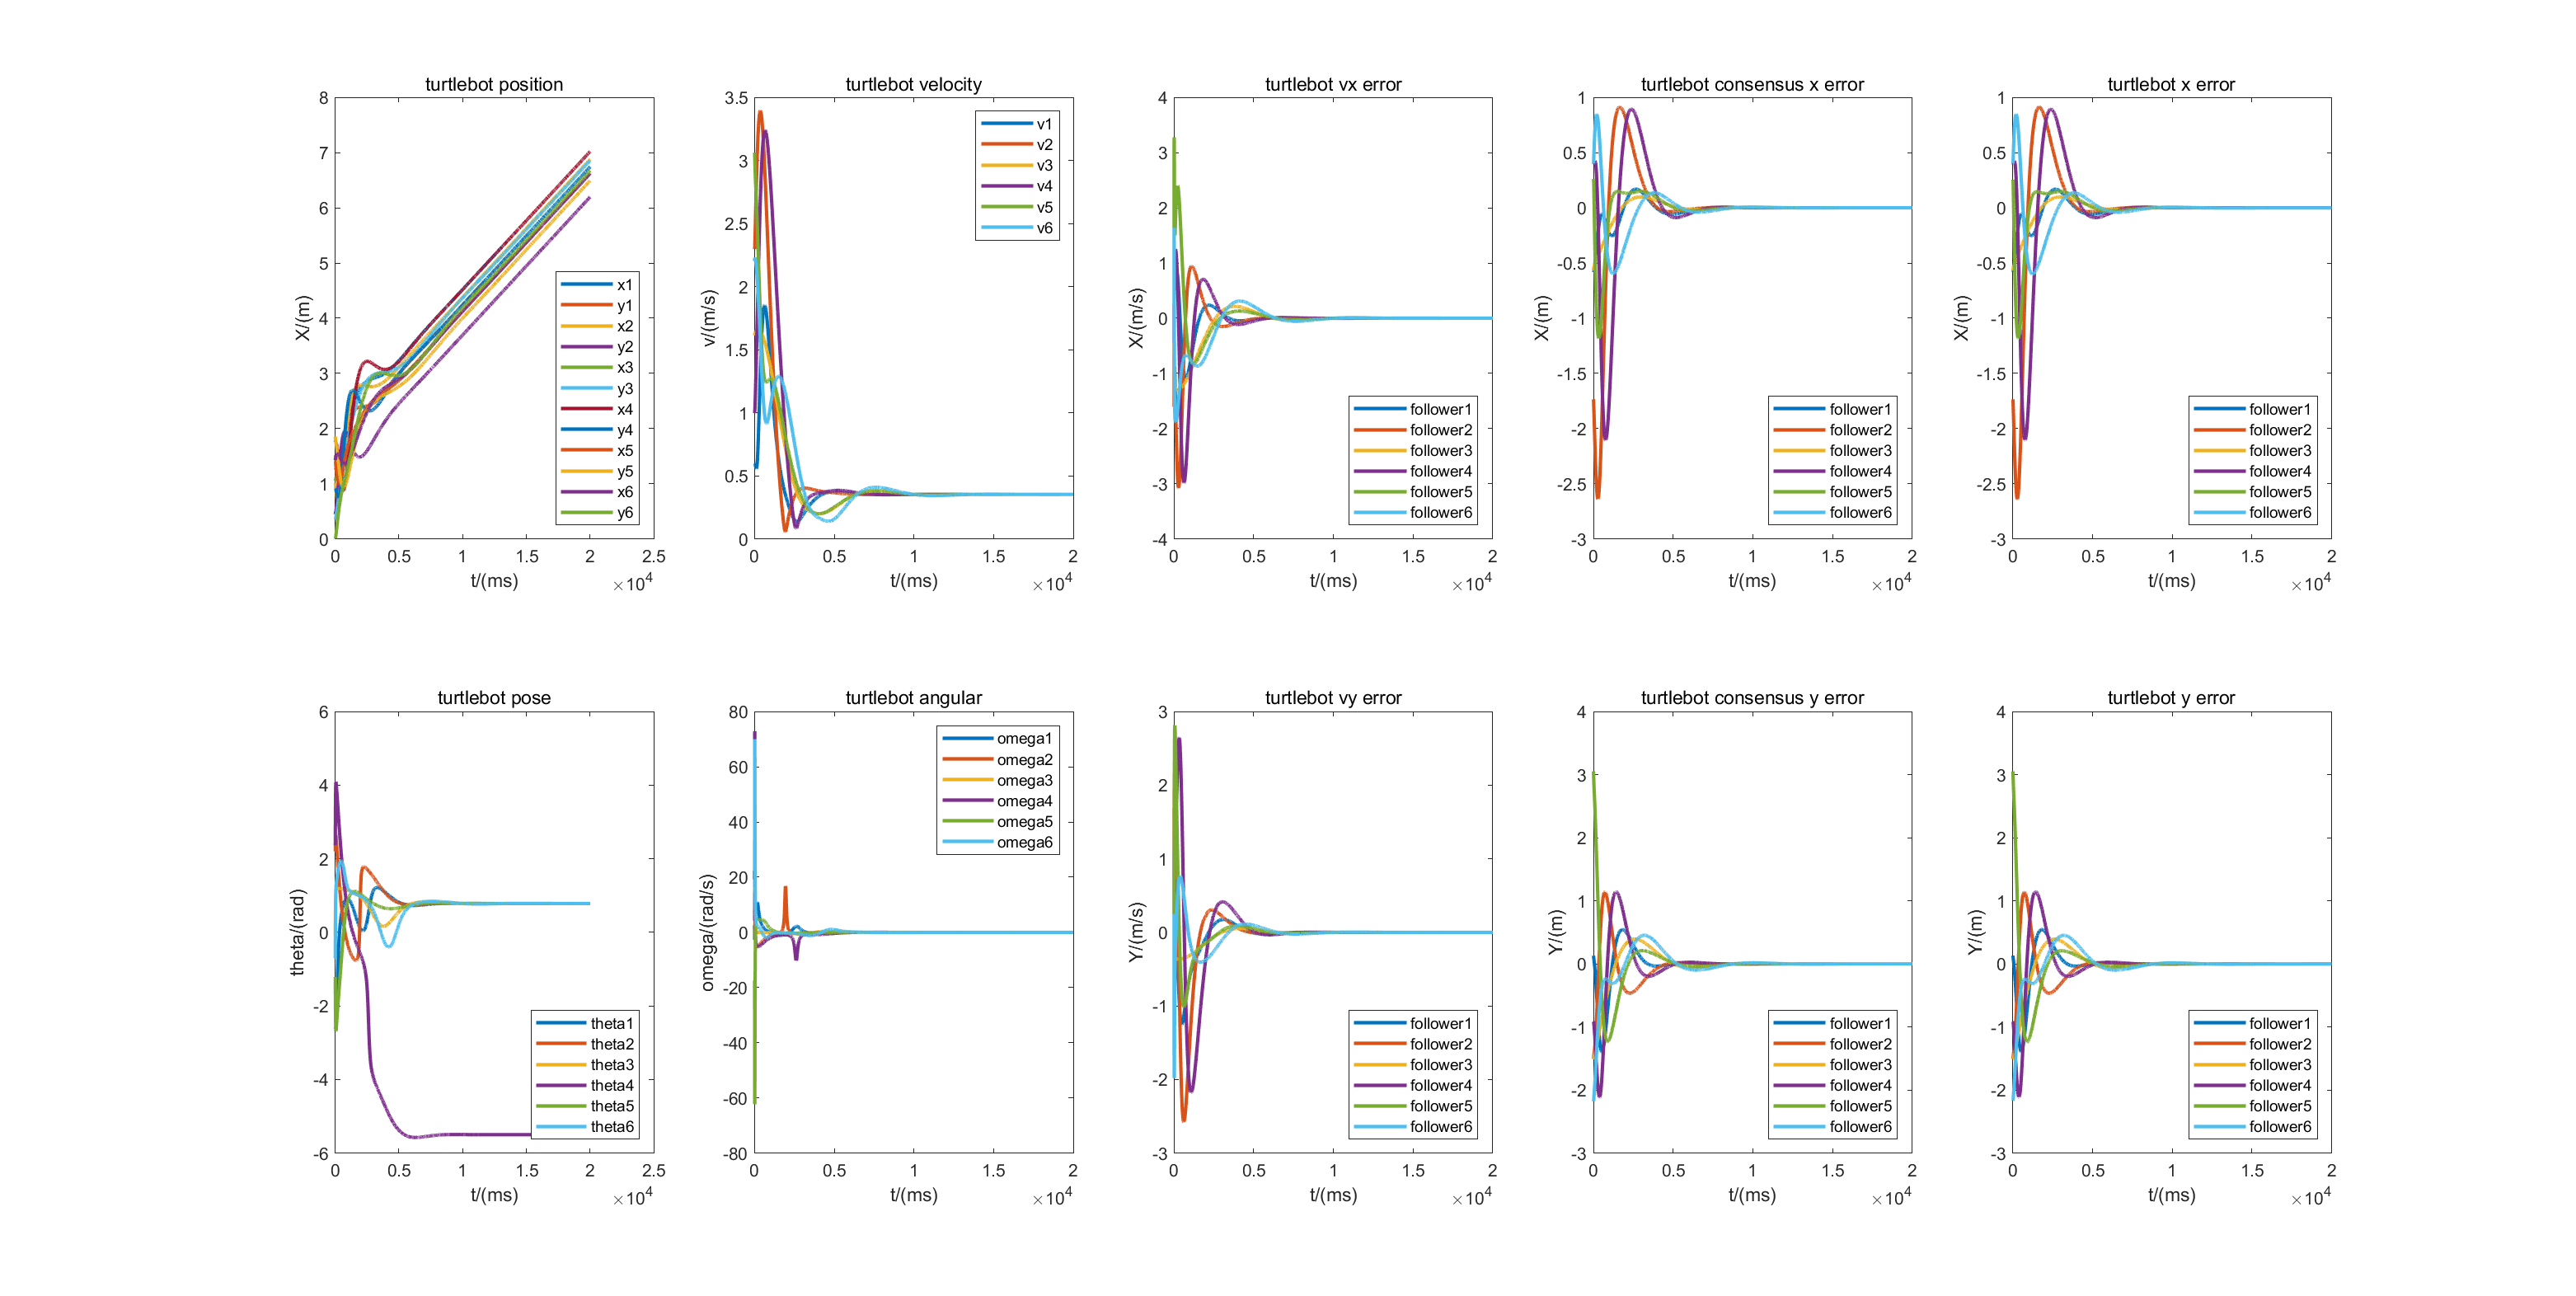 turtlebot position
8
7
6
5
4
3
2
1
0
X/(m)
x1
y1
x2
y2
x3
y3
x4
y4
x5
y5
x6
y6
0 0.5 1 1.5 2 2.5
t/(ms)
×10^4
turtlebot velocity
3.5
3
2.5
2
1.5
1
0.5
0
v/(m/s)
v1
v2
v3
v4
v5
v6
0 0.5 1 1.5 2
t/(ms)
×10^4
turtlebot vx error
4
3
2
1
0
-1
-2
-3
-4
X/(m/s)
follower1
follower2
follower3
follower4
follower5
follower6
0 0.5 1 1.5 2
t/(ms)
×10^4
turtlebot consensus x error
1
0.5
0
-0.5
-1
-1.5
-2
-2.5
-3
X/(m)
follower1
follower2
follower3
follower4
follower5
follower6
0 0.5 1 1.5 2
t/(ms)
×10^4
turtlebot x error
1
0.5
0
-0.5
-1
-1.5
-2
-2.5
-3
X/(m)
follower1
follower2
follower3
follower4
follower5
follower6
0 0.5 1 1.5 2
t/(ms)
×10^4
turtlebot pose
6
4
2
0
-2
-4
-6
theta/(rad)
theta1
theta2
theta3
theta4
theta5
theta6
0 0.5 1 1.5 2 2.5
t/(ms)
×10^4
turtlebot angular
80
60
40
20
0
-20
-40
-60
-80
omega/(rad/s)
omega1
omega2
omega3
omega4
omega5
omega6
0 0.5 1 1.5 2
t/(ms)
×10^4
turtlebot vy error
3
2
1
0
-1
-2
-3
Y/(m/s)
follower1
follower2
follower3
follower4
follower5
follower6
0 0.5 1 1.5 2
t/(ms)
×10^4
turtlebot consensus y error
4
3
2
1
0
-1
-2
-3
Y/(m)
follower1
follower2
follower3
follower4
follower5
follower6
0 0.5 1 1.5 2
t/(ms)
×10^4
turtlebot y error
4
3
2
1
0
-1
-2
-3
Y/(m)
follower1
follower2
follower3
follower4
follower5
follower6
0 0.5 1 1.5 2
t/(ms)
×10^4